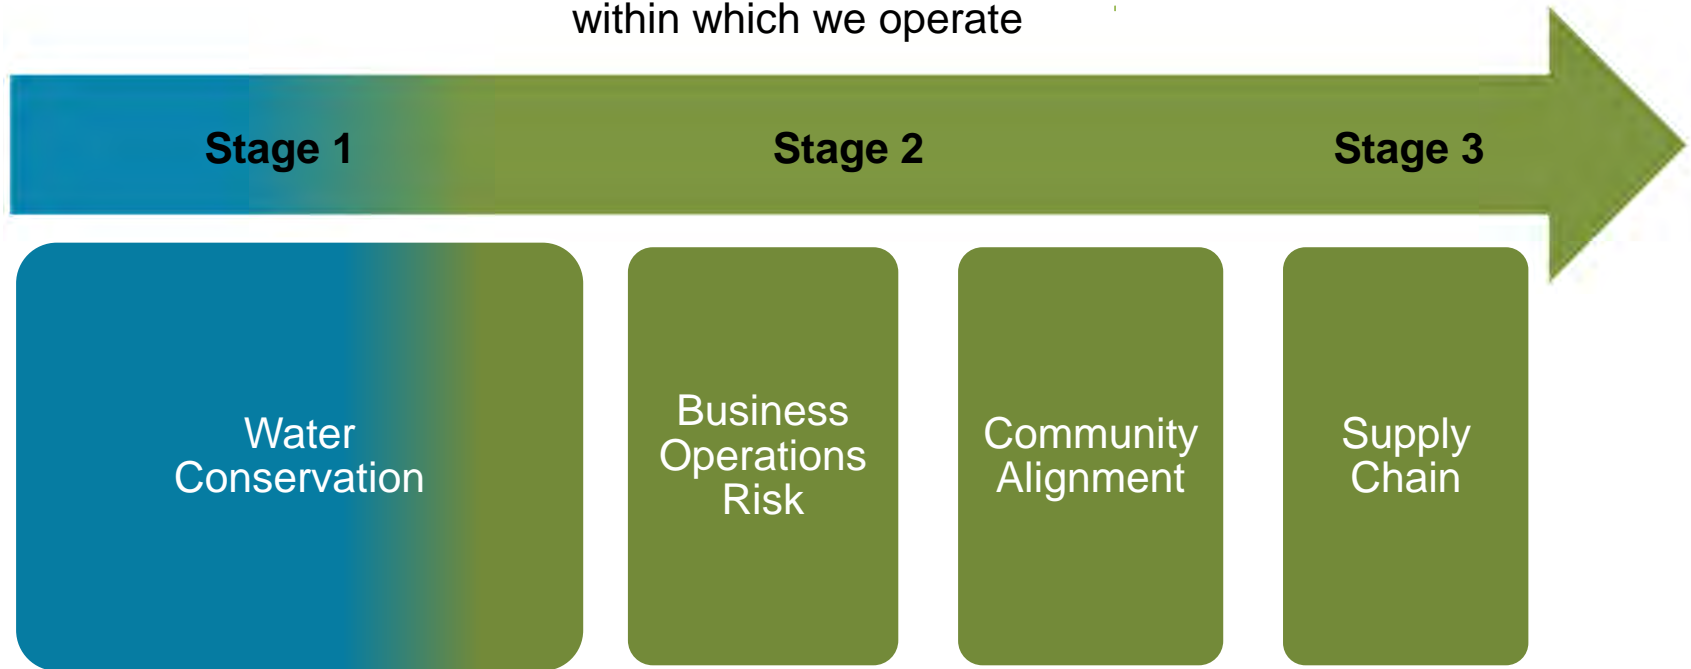 within which we operate
Stage 1
Stage 2
Stage 3
Water
Conservation
Business
Operations
Risk
Community
Alignment
Supply
Chain